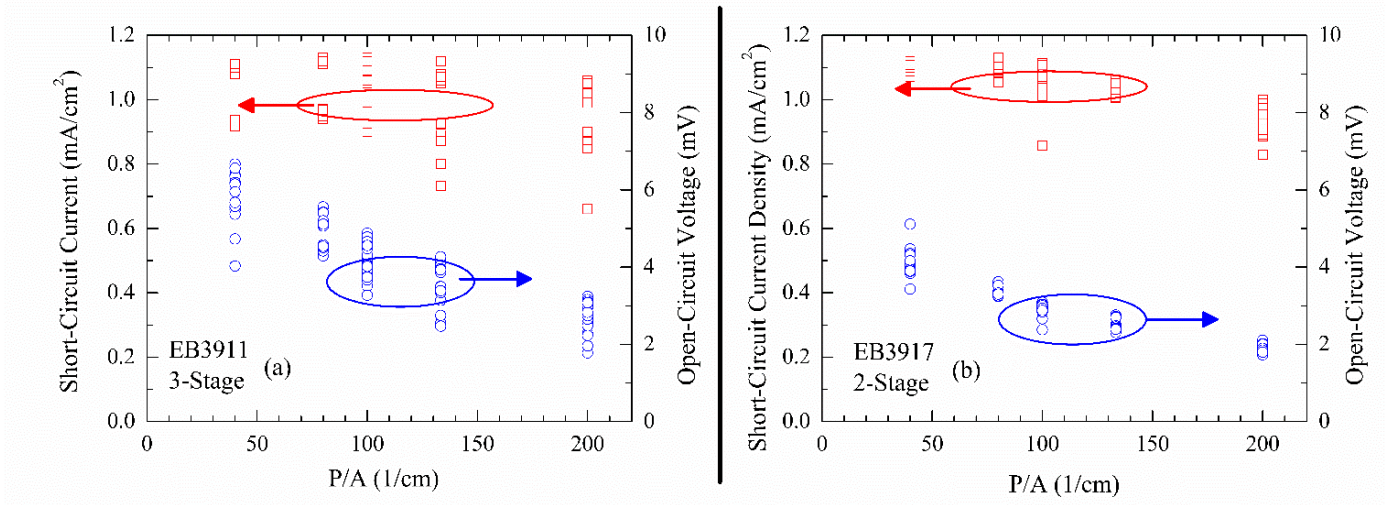 Short-Circuit Current (mA/cm²)
1.2
1.0
0.8
0.6
0.4
0.2
0.0
EB3911
3-Stage
(a)
10
8
6
4
2
0
Open-Circuit Voltage (mV)
0 50 100 150 200
P/A (1/cm)
Short-Circuit Current Density (mA/cm²)
1.2
1.0
0.8
0.6
0.4
0.2
0.0
EB3917
2-Stage
(b)
10
8
6
4
2
0
Open-Circuit Voltage (mV)
0 50 100 150 200
P/A (1/cm)